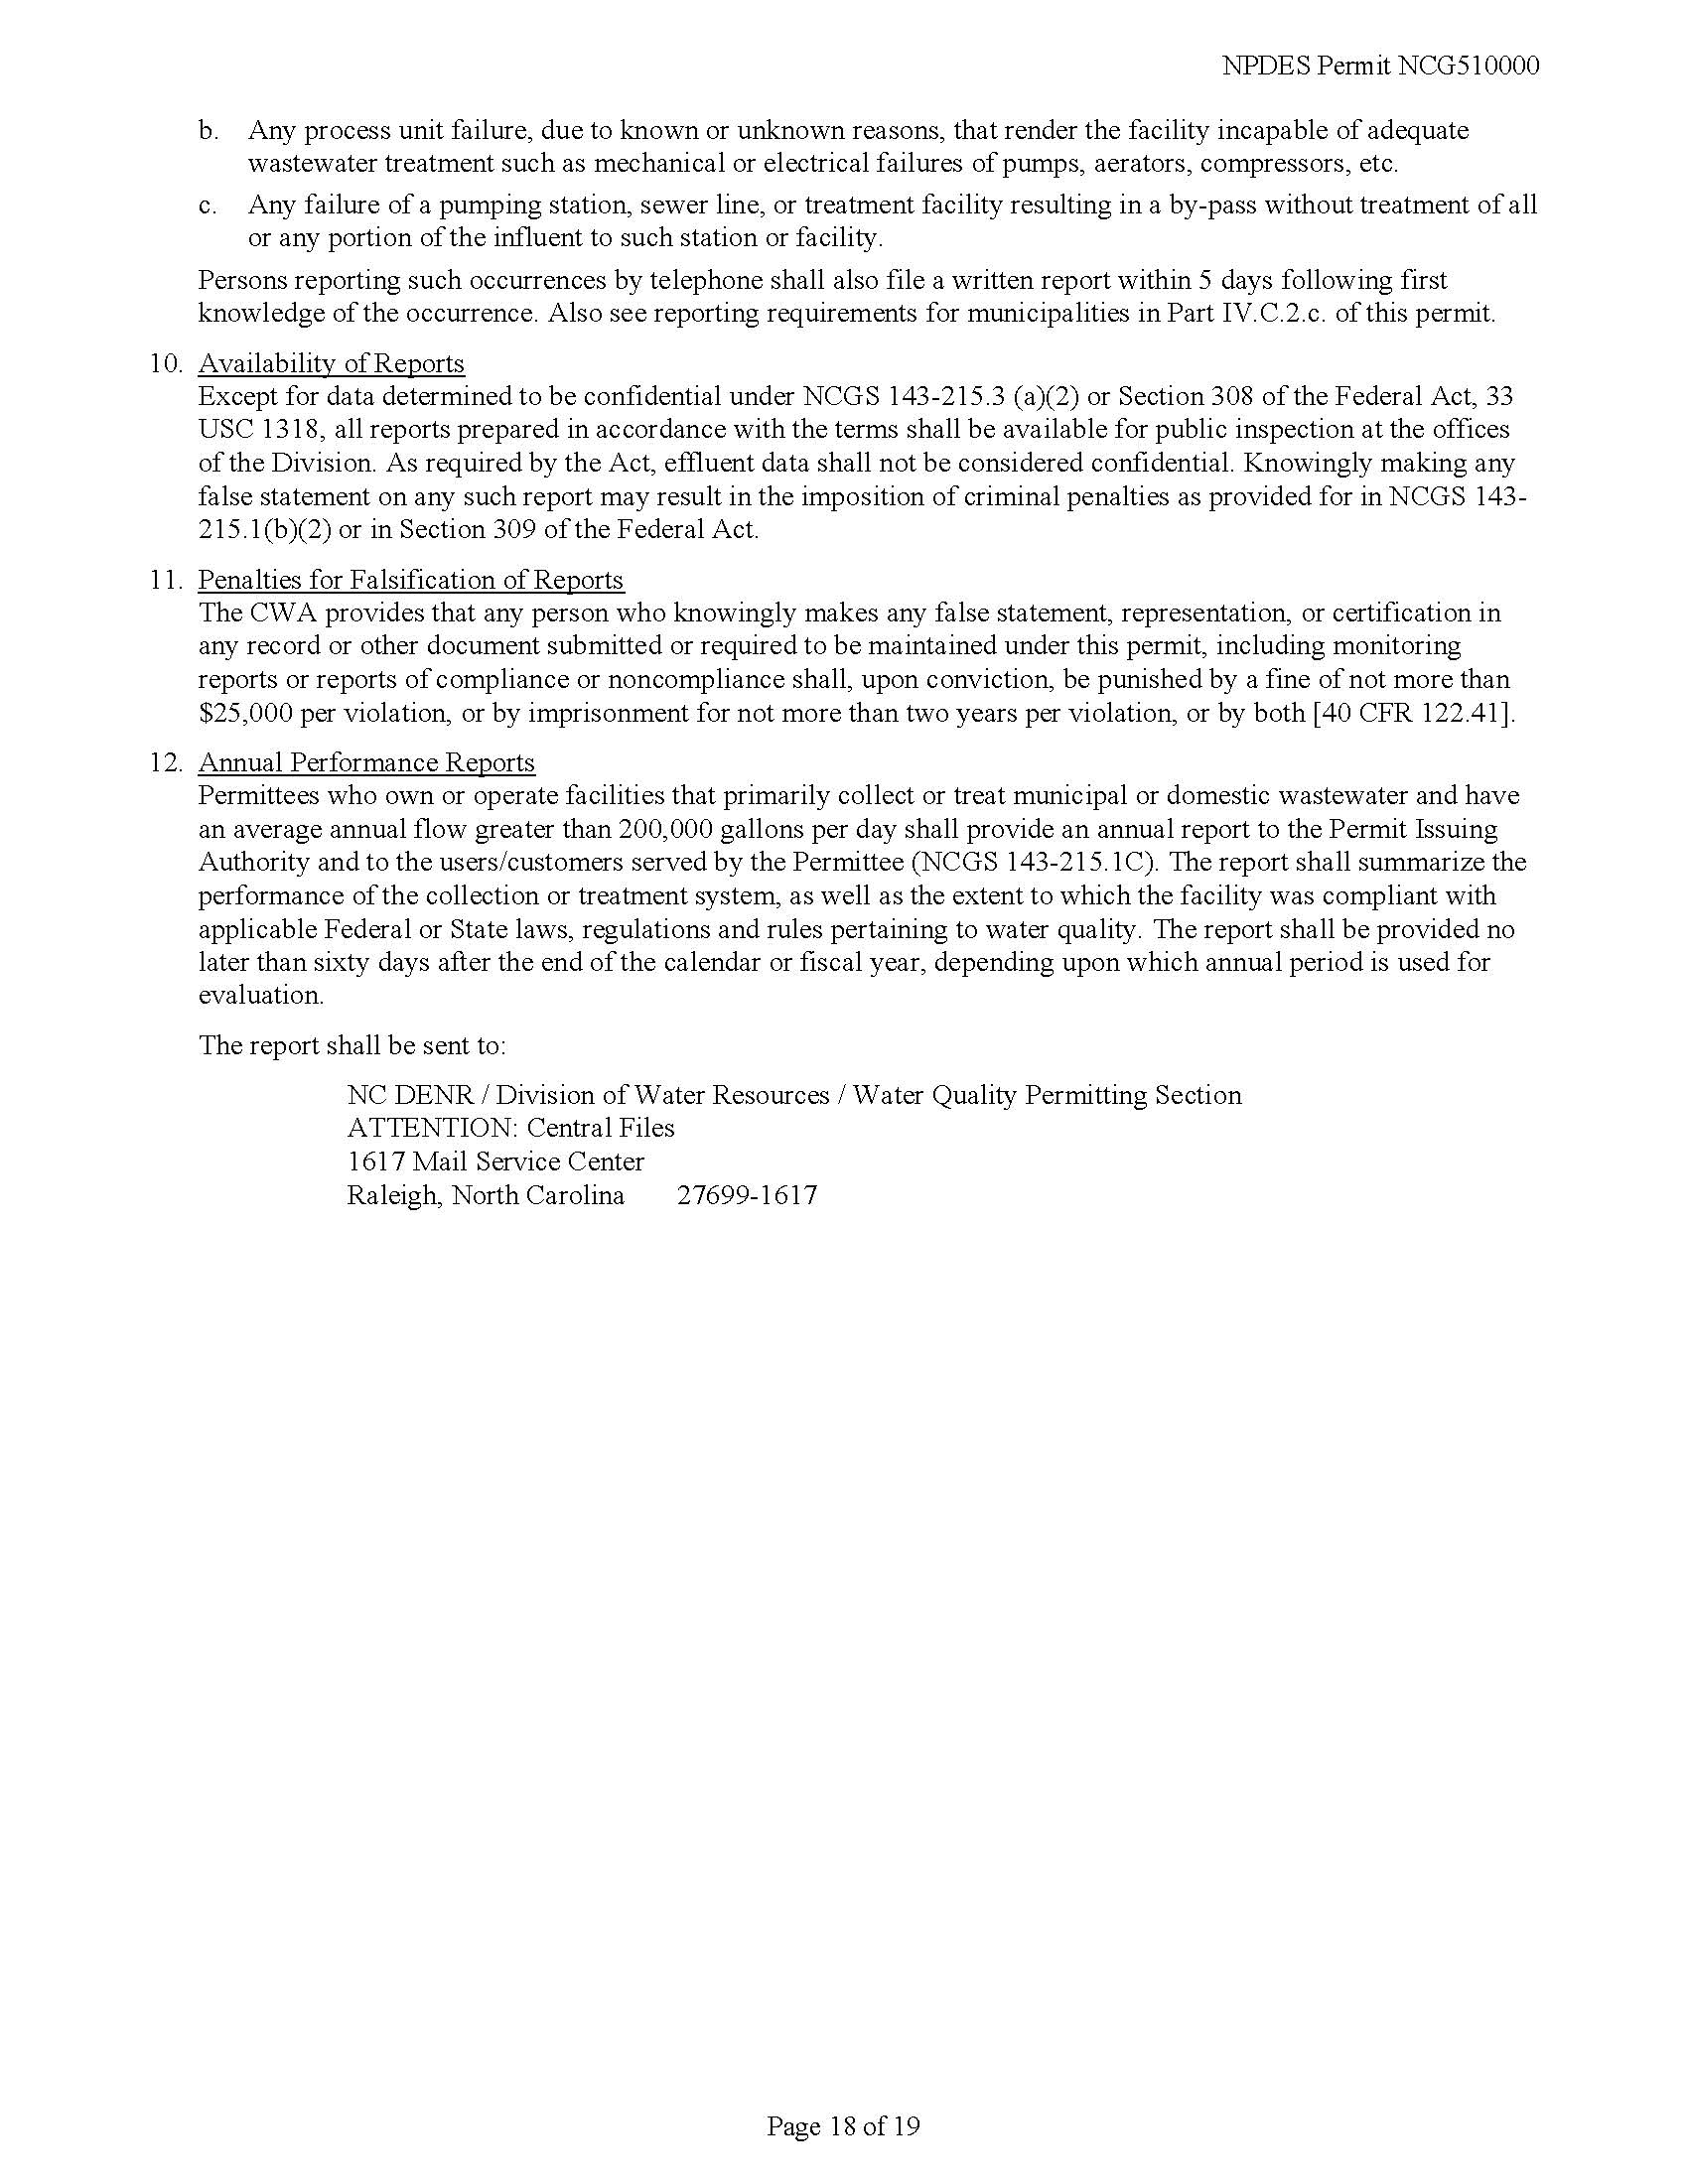 NPDES Permit NCG510000
b. Any process unit failure, due to known or unknown reasons, that render the facility incapable of adequate
wastewater treatment such as mechanical or electrical failures of pumps, aerators, compressors, etc.
c. Any failure of a pumping station, sewer line, or treatment facility resulting in a by-pass without treatment of all
or any portion of the influent to such station or facility.
Persons reporting such occurrences by telephone shall also file a written report within 5 days following first
knowledge of the occurrence. Also see reporting requirements for municipalities in Part IV.C.2.c. of this permit.
10. Availability of Reports
Except for data determined to be confidential under NCGS 143-215.3 (a)(2) or Section 308 of the Federal Act, 33
USC 1318, all reports prepared in accordance with the terms shall be available for public inspection at the offices
of the Division. As required by the Act, effluent data shall not be considered confidential. Knowingly making any
false statement on any such report may result in the imposition of criminal penalties as provided for in NCGS 143-
215.1(b)(2) or in Section 309 of the Federal Act.
11. Penalties for Falsification of Reports
The CWA provides that any person who knowingly makes any false statement, representation, or certification in
any record or other document submitted or required to be maintained under this permit, including monitoring
reports or reports of compliance or noncompliance shall, upon conviction, be punished by a fine of not more than
$25,000 per violation, or by imprisonment for not more than two years per violation, or by both [40 CFR 122.41].
12. Annual Performance Reports
Permittees who own or operate facilities that primarily collect or treat municipal or domestic wastewater and have
an average annual flow greater than 200,000 gallons per day shall provide an annual report to the Permit Issuing
Authority and to the users/customers served by the Permittee (NCGS 143-215.1C). The report shall summarize the
performance of the collection or treatment system, as well as the extent to which the facility was compliant with
applicable Federal or State laws, regulations and rules pertaining to water quality. The report shall be provided no
later than sixty days after the end of the calendar or fiscal year, depending upon which annual period is used for
evaluation.
The report shall be sent to:
NC DENR / Division of Water Resources / Water Quality Permitting Section
ATTENTION: Central Files
1617 Mail Service Center
Raleigh, North Carolina 27699-1617
Page 18 of 19